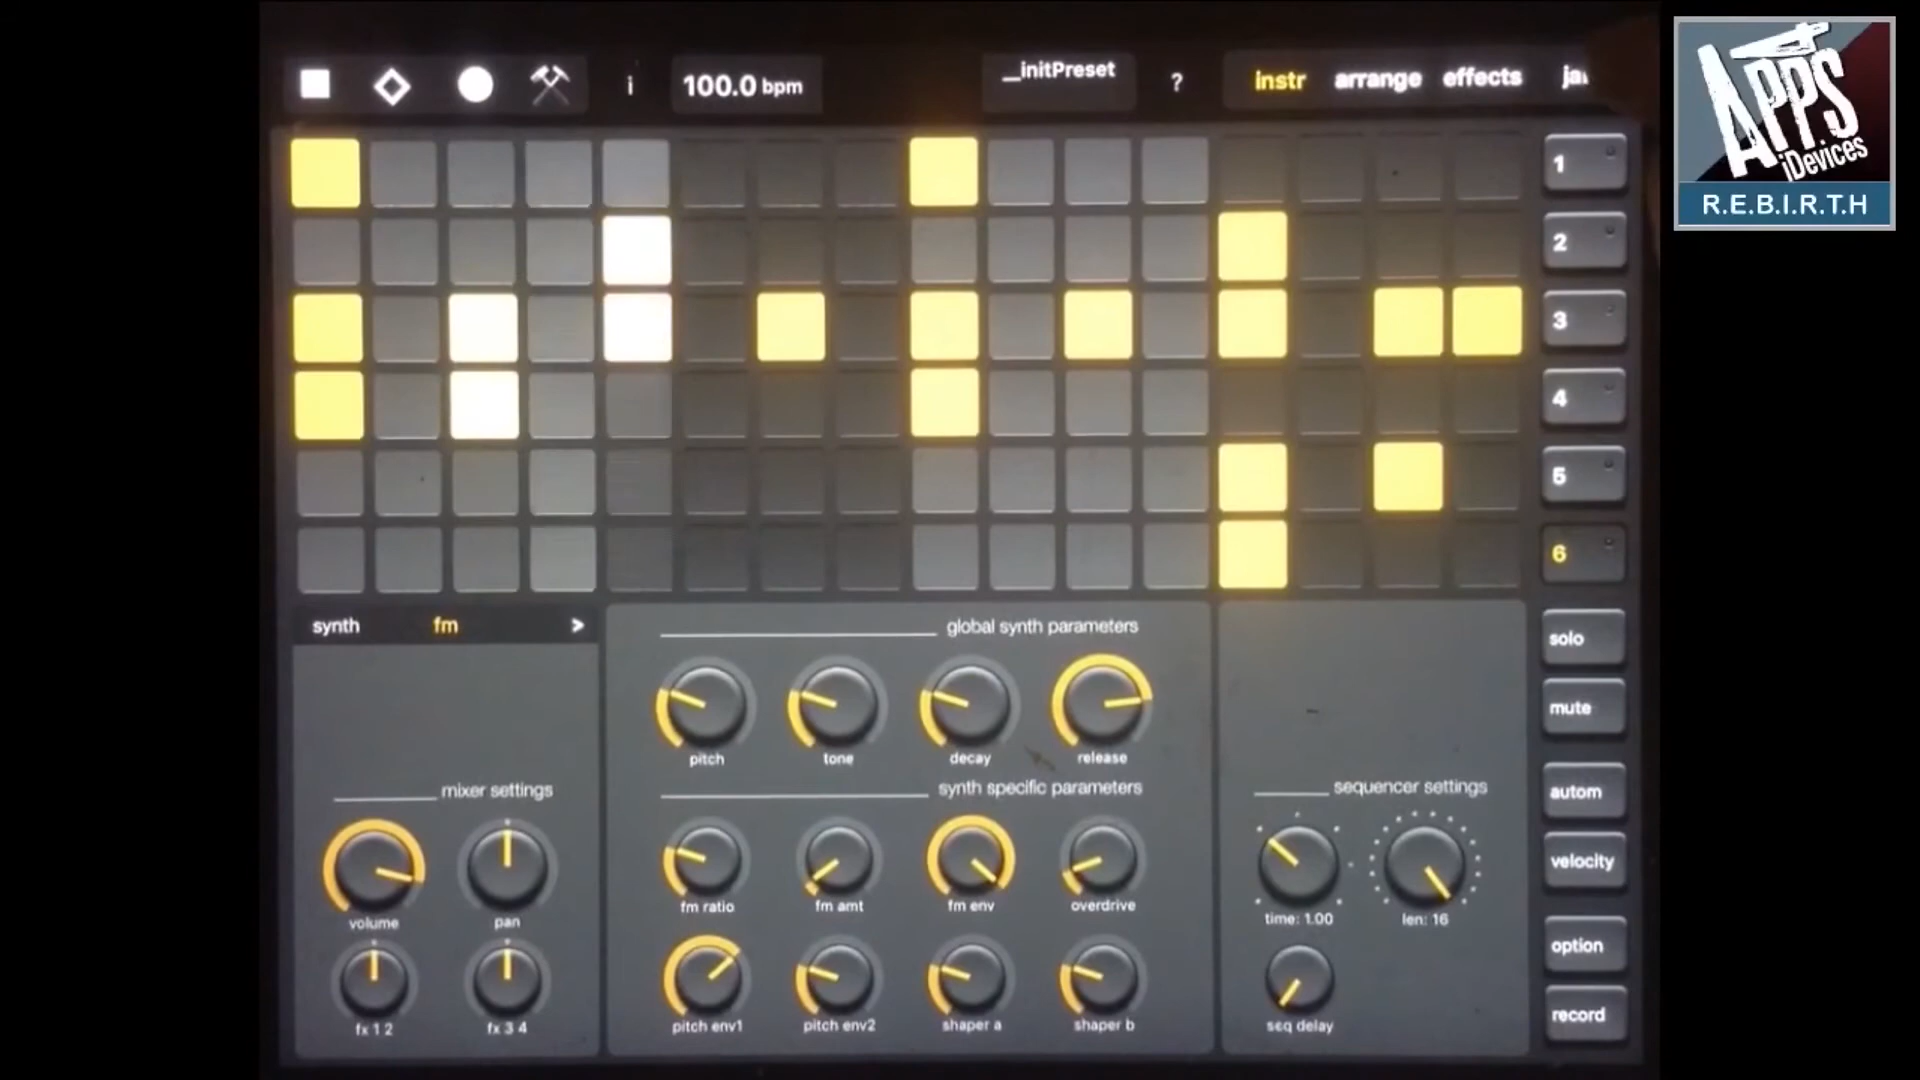 i
100.0 bpm
__initPreset
?
instr
arrange
effects
APPS
iDevices
R.E.B.I.R.T.H
1
2
3
4
5
6
synth
fm
>
global synth parameters
solo
pitch
tone
decay
release
mute
mixer settings
synth specific parameters
sequencer settings
autom
volume
pan
fm ratio
fm amt
fm env
overdrive
time: 1.00
len: 16
velocity
fx 1 2
fx 3 4
pitch env1
pitch env2
shaper a
shaper b
seq delay
option
record